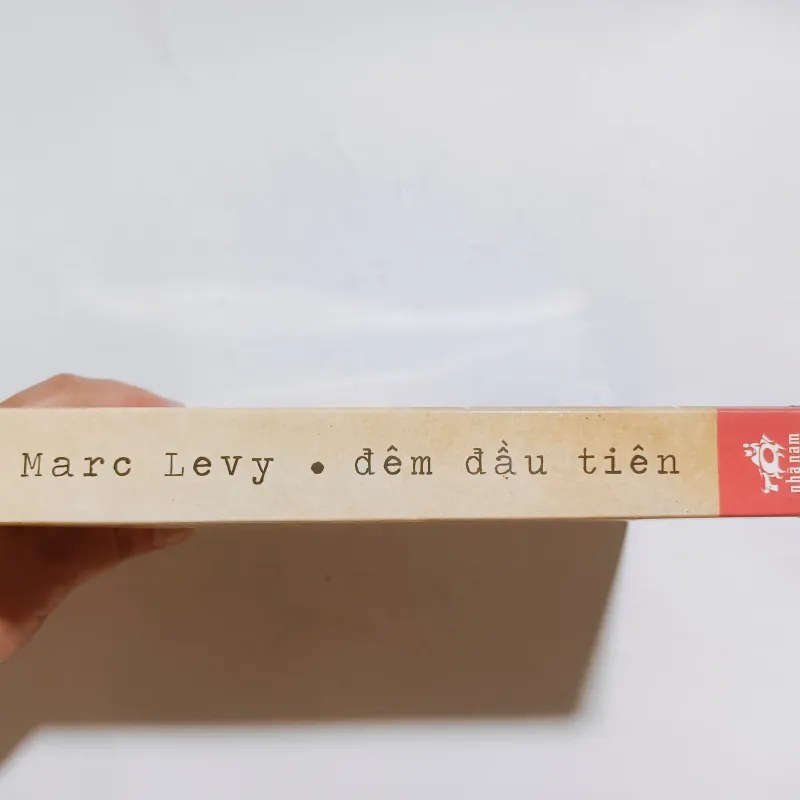 Marc Levy • đêm đầu tiên
nhã nam